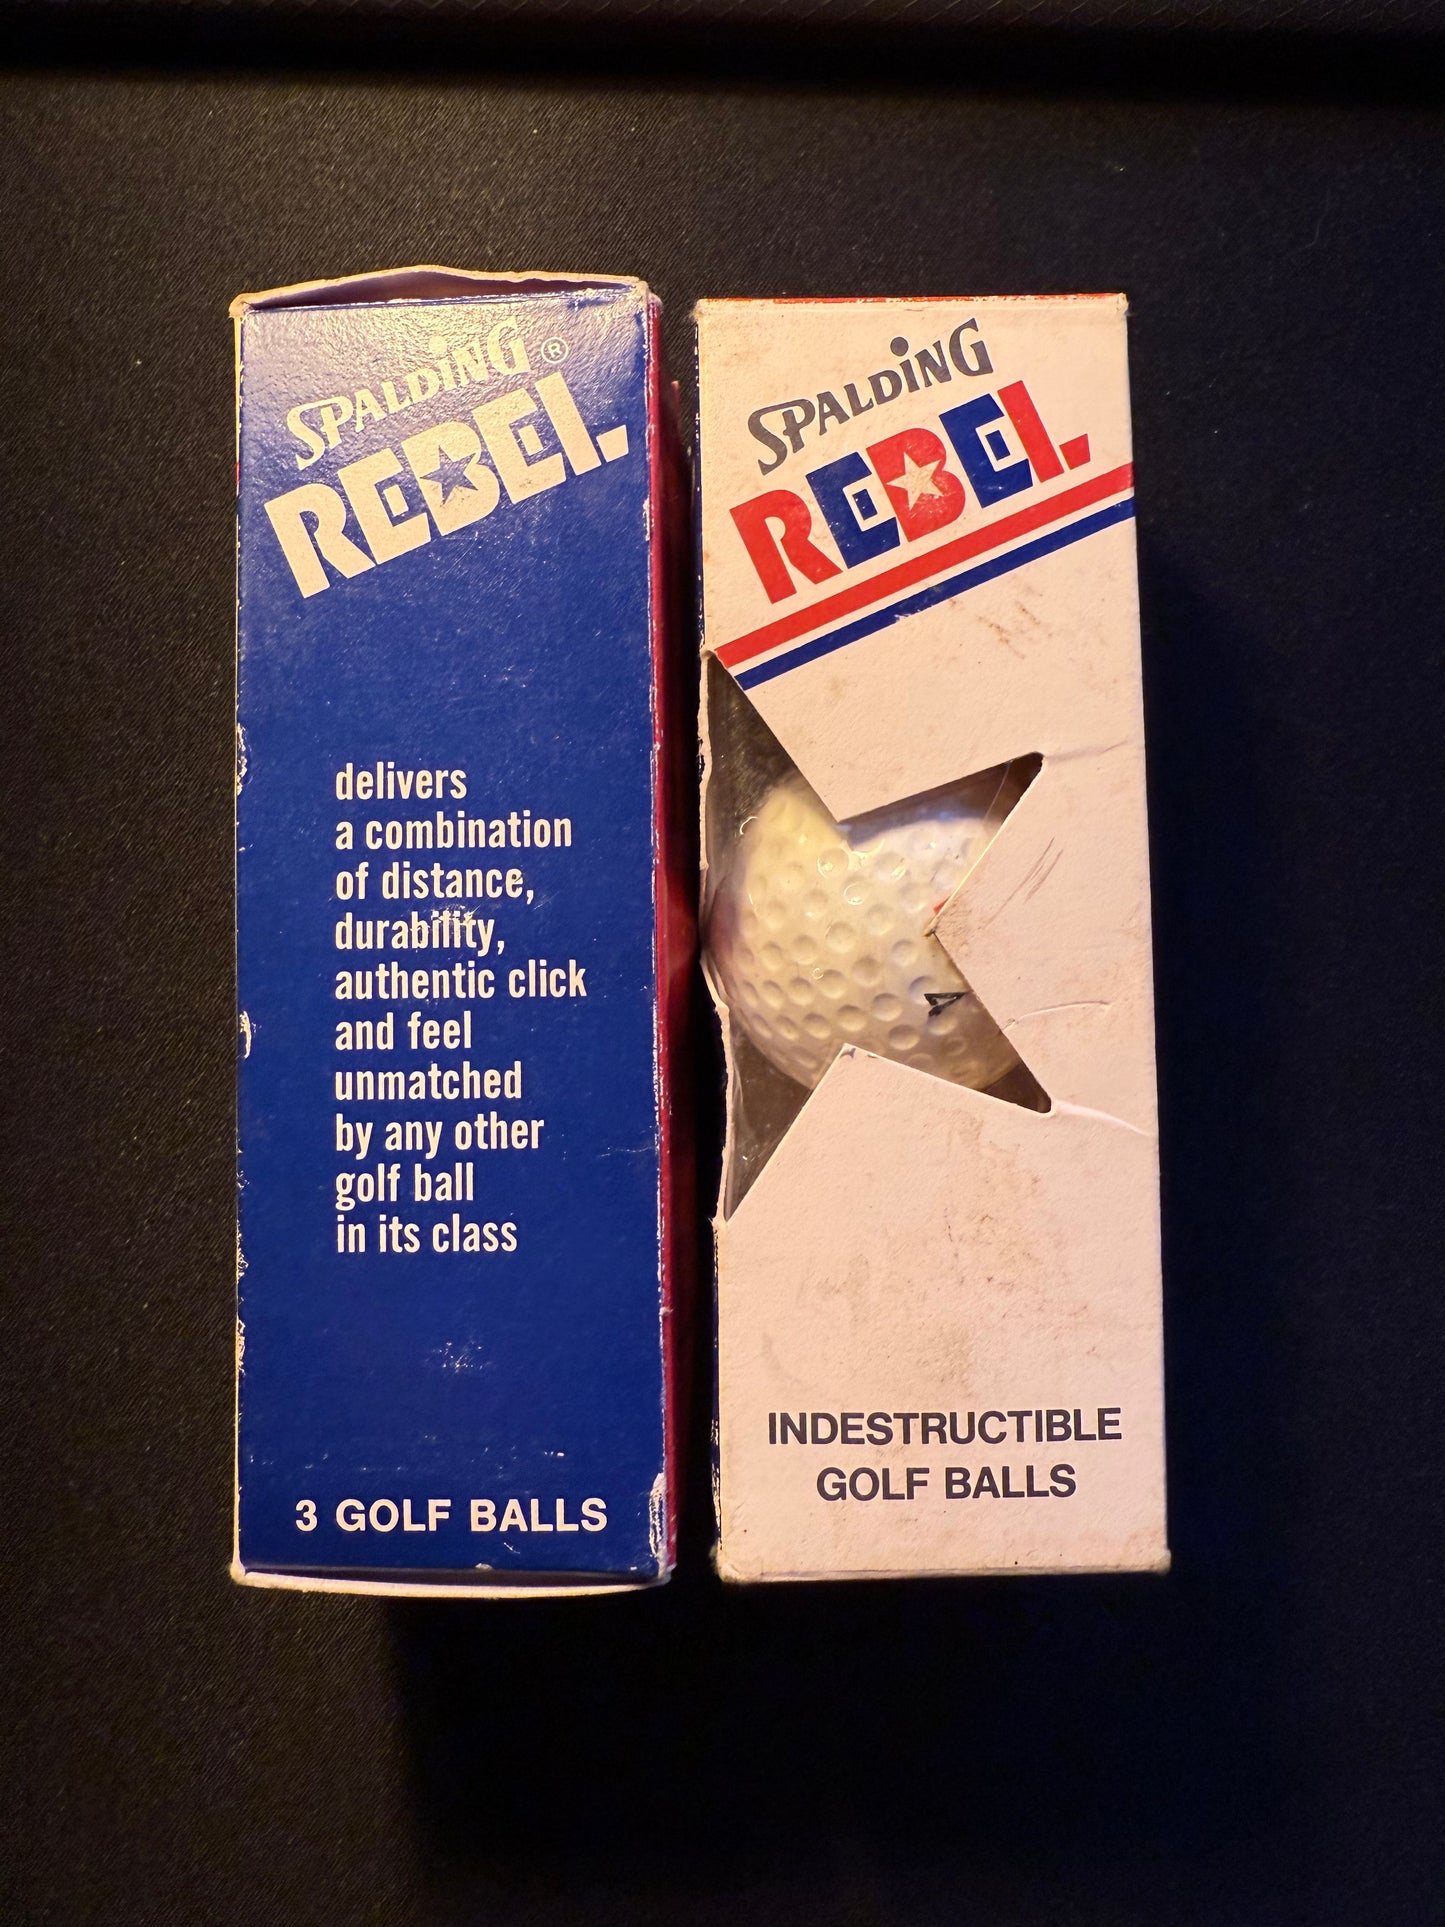 SPALDiNG®
REBEL
delivers
a combination
of distance,
durability,
authentic click
and feel
unmatched
by any other
golf ball
in its class
3 GOLF BALLS
SPALDiNG
REBEL
INDESTRUCTIBLE
GOLF BALLS